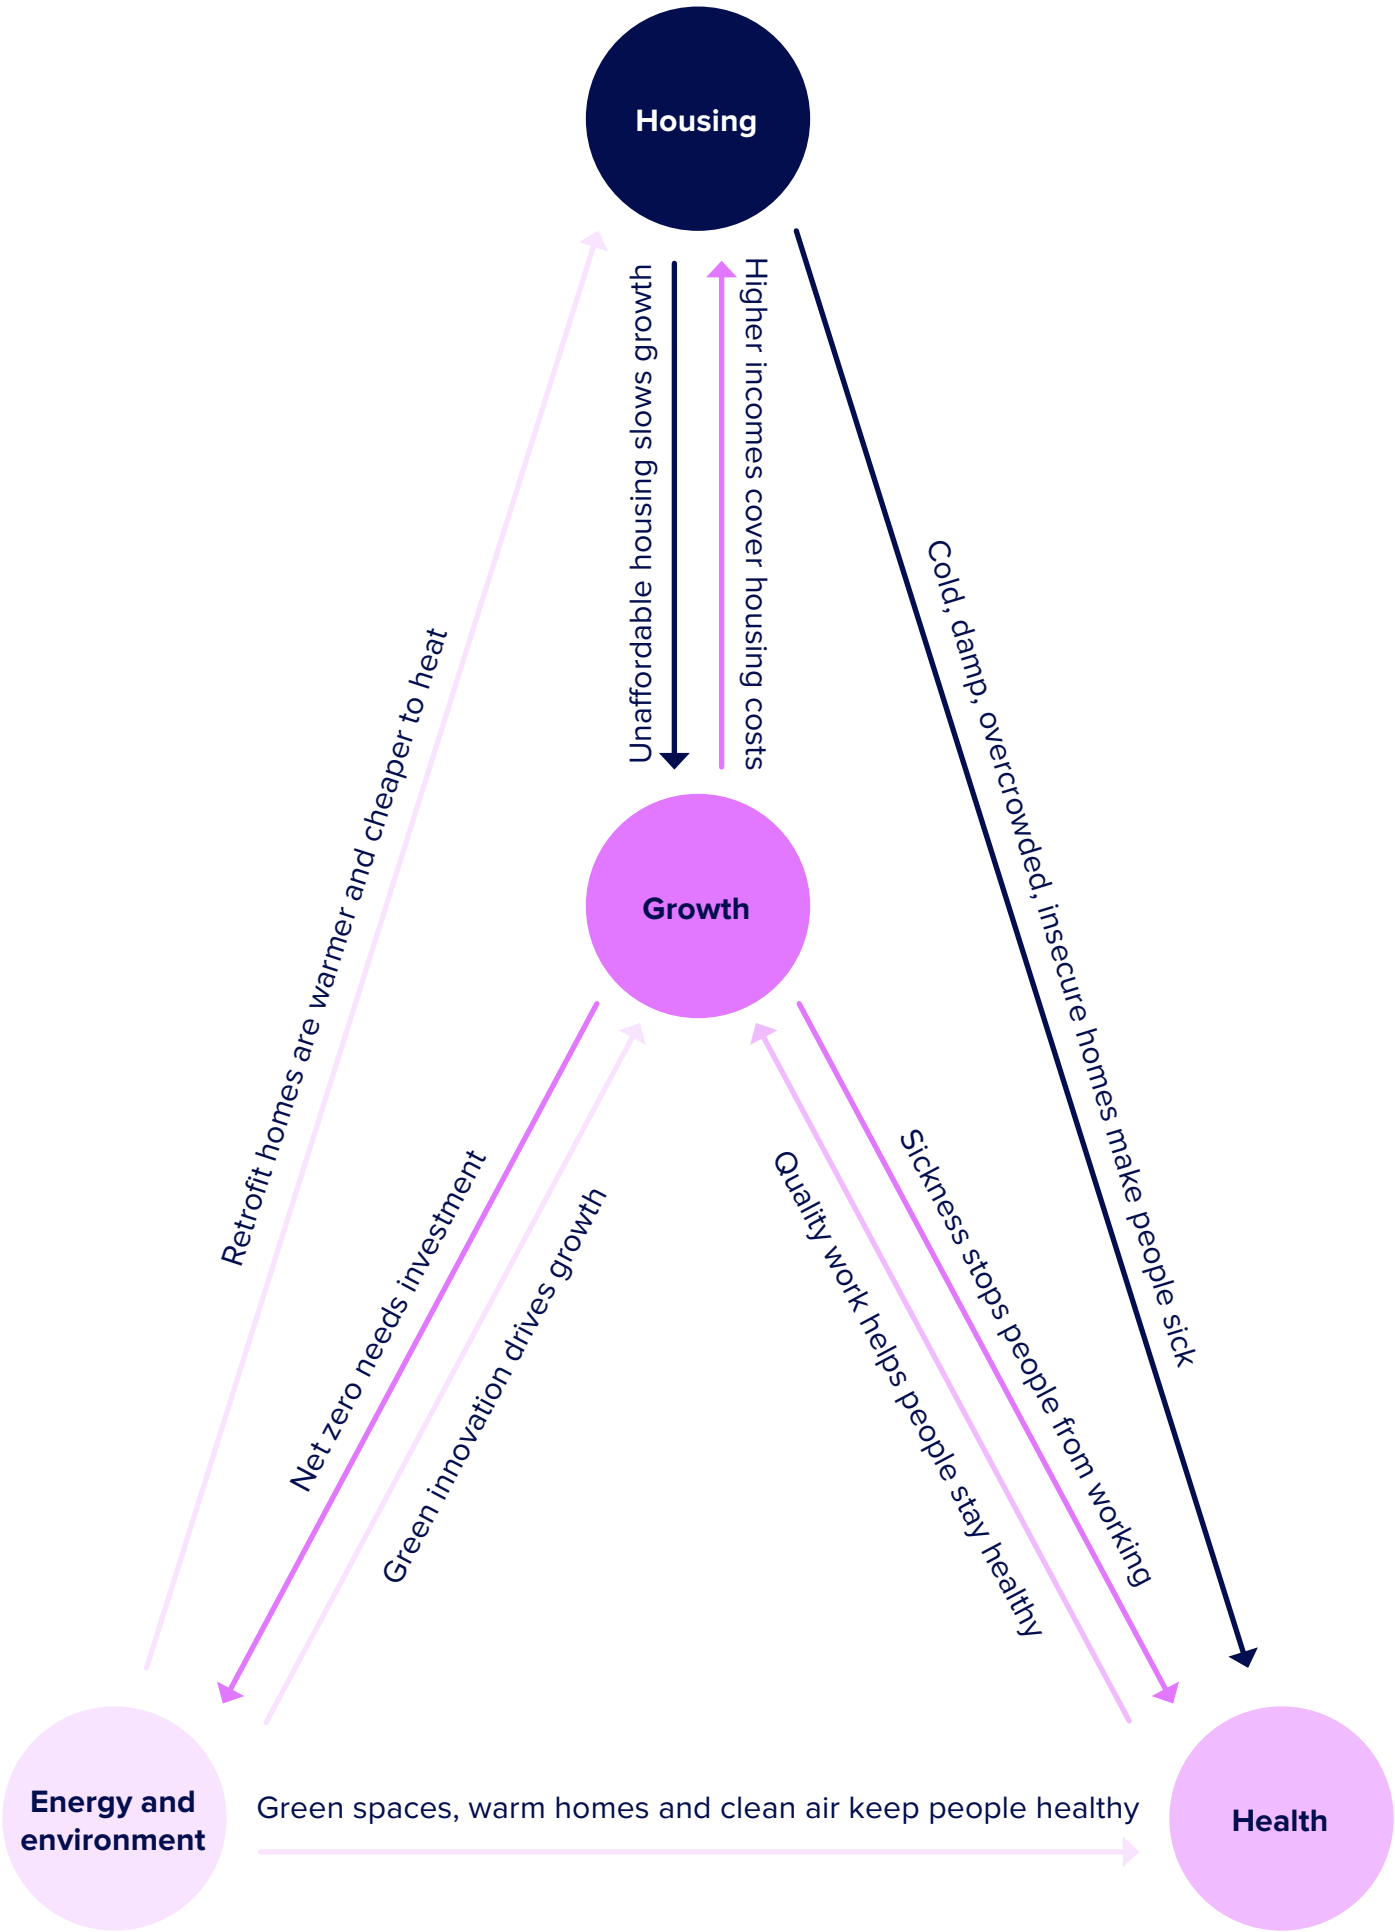 Housing
Unaffordable housing slows growth
Higher incomes cover housing costs
Cold, damp, overcrowded, insecure homes make people sick
Retrofit homes are warmer and cheaper to heat
Growth
Net zero needs investment
Green innovation drives growth
Quality work helps people stay healthy
Sickness stops people from working
Energy and
environment
Green spaces, warm homes and clean air keep people healthy
Health